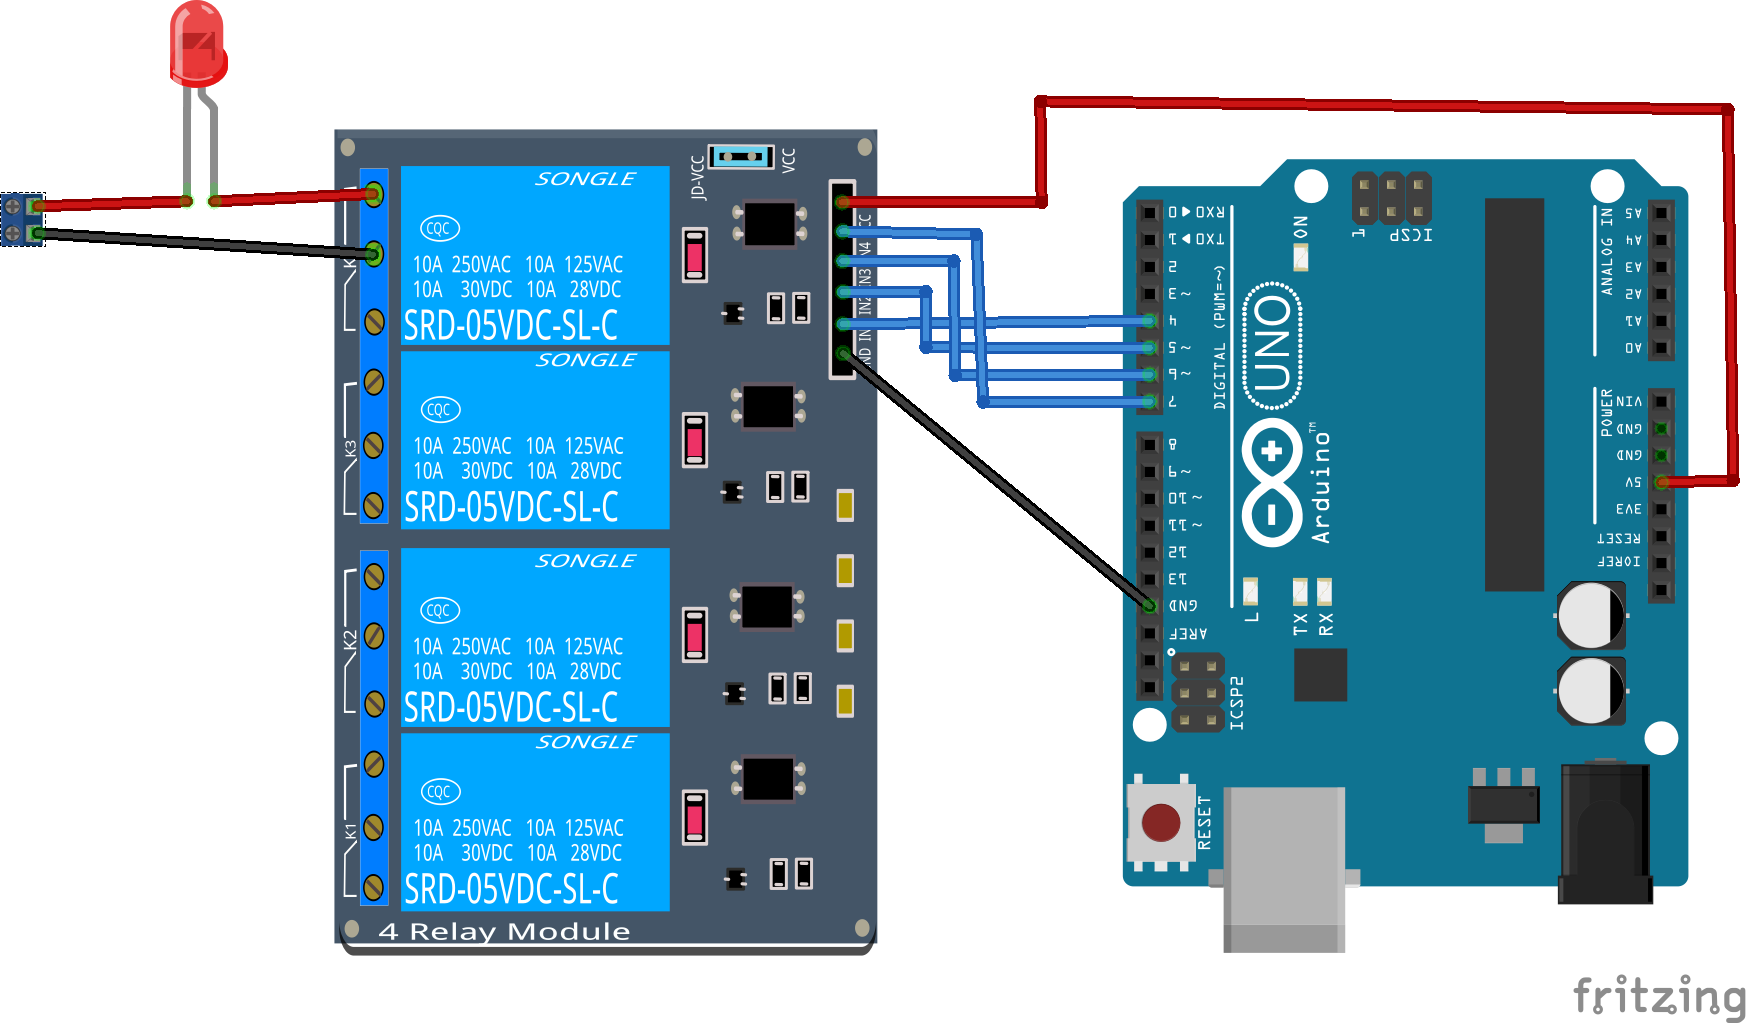 SONGLE
CQC
10A 250VAC 10A 125VAC
10A 30VDC 10A 28VDC
SRD-05VDC-SL-C
SONGLE
CQC
10A 250VAC 10A 125VAC
10A 30VDC 10A 28VDC
SRD-05VDC-SL-C
K3
SONGLE
CQC
10A 250VAC 10A 125VAC
10A 30VDC 10A 28VDC
SRD-05VDC-SL-C
K2
SONGLE
CQC
10A 250VAC 10A 125VAC
10A 30VDC 10A 28VDC
SRD-05VDC-SL-C
K1
4 Relay Module
JD-VCC
VCC
IN3
IN2
RX0 ◀ 0
TX0 ◀ 1
2
~ 3
4
~ 5
~ 6
7
8
~ 9
~ 10
~ 11
12
13
GND
AREF
DIGITAL (PWM=~)
ON
1
ICSP
UNO
Arduino™
L
TX
RX
ICSP2
RESET
ANALOG IN
A5
A4
A3
A2
A1
A0
POWER
VIN
GND
GND
5V
3V3
RESET
IOREF
fritzing